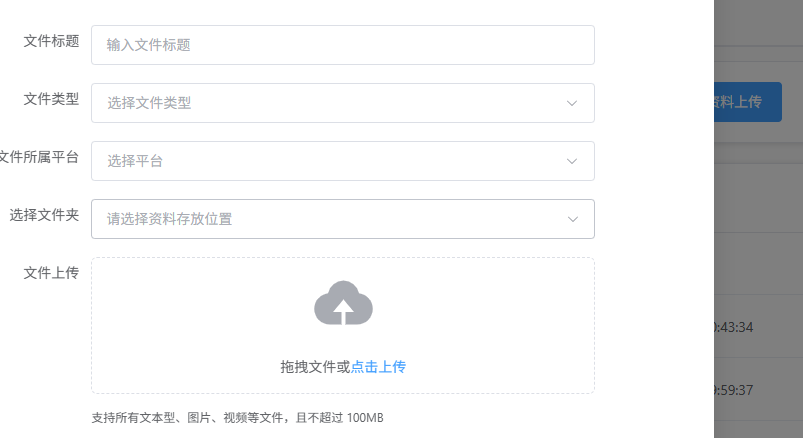 文件标题 输入文件标题
文件类型 选择文件类型
资料上传
文件所属平台 选择平台
选择文件夹 请选择资料存放位置
文件上传
拖拽文件或点击上传
支持所有文本型、图片、视频等文件，且不超过 100MB
0:43:34
9:59:37